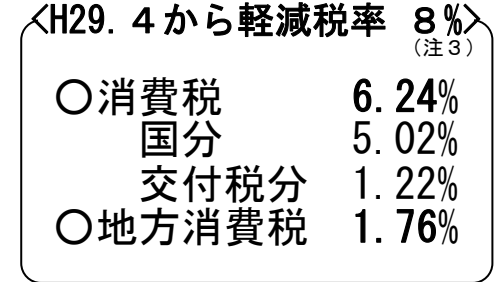 <H29.4から軽減税率 8%>
(注3)
○消費税 6.24%
国分 5.02%
交付税分 1.22%
○地方消費税 1.76%